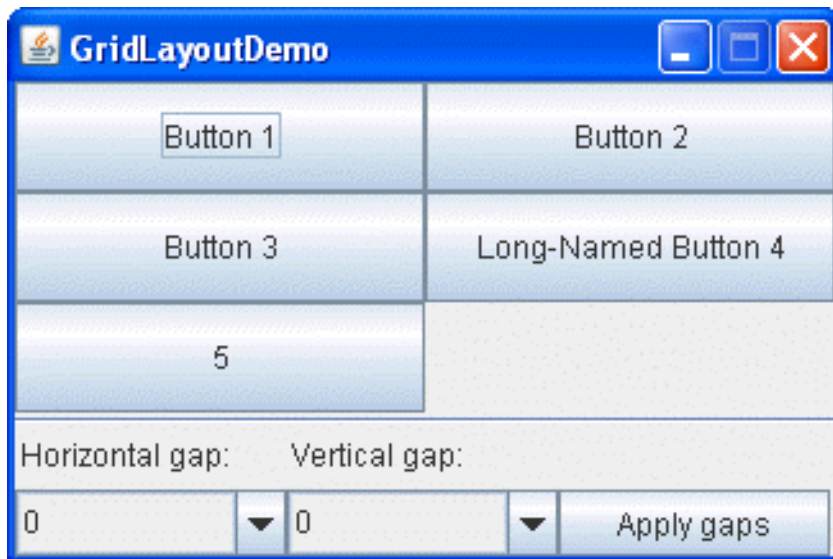 GridLayoutDemo
Button 1
Button 2
Button 3
Long-Named Button 4
5
Horizontal gap:
Vertical gap:
0
0
Apply gaps